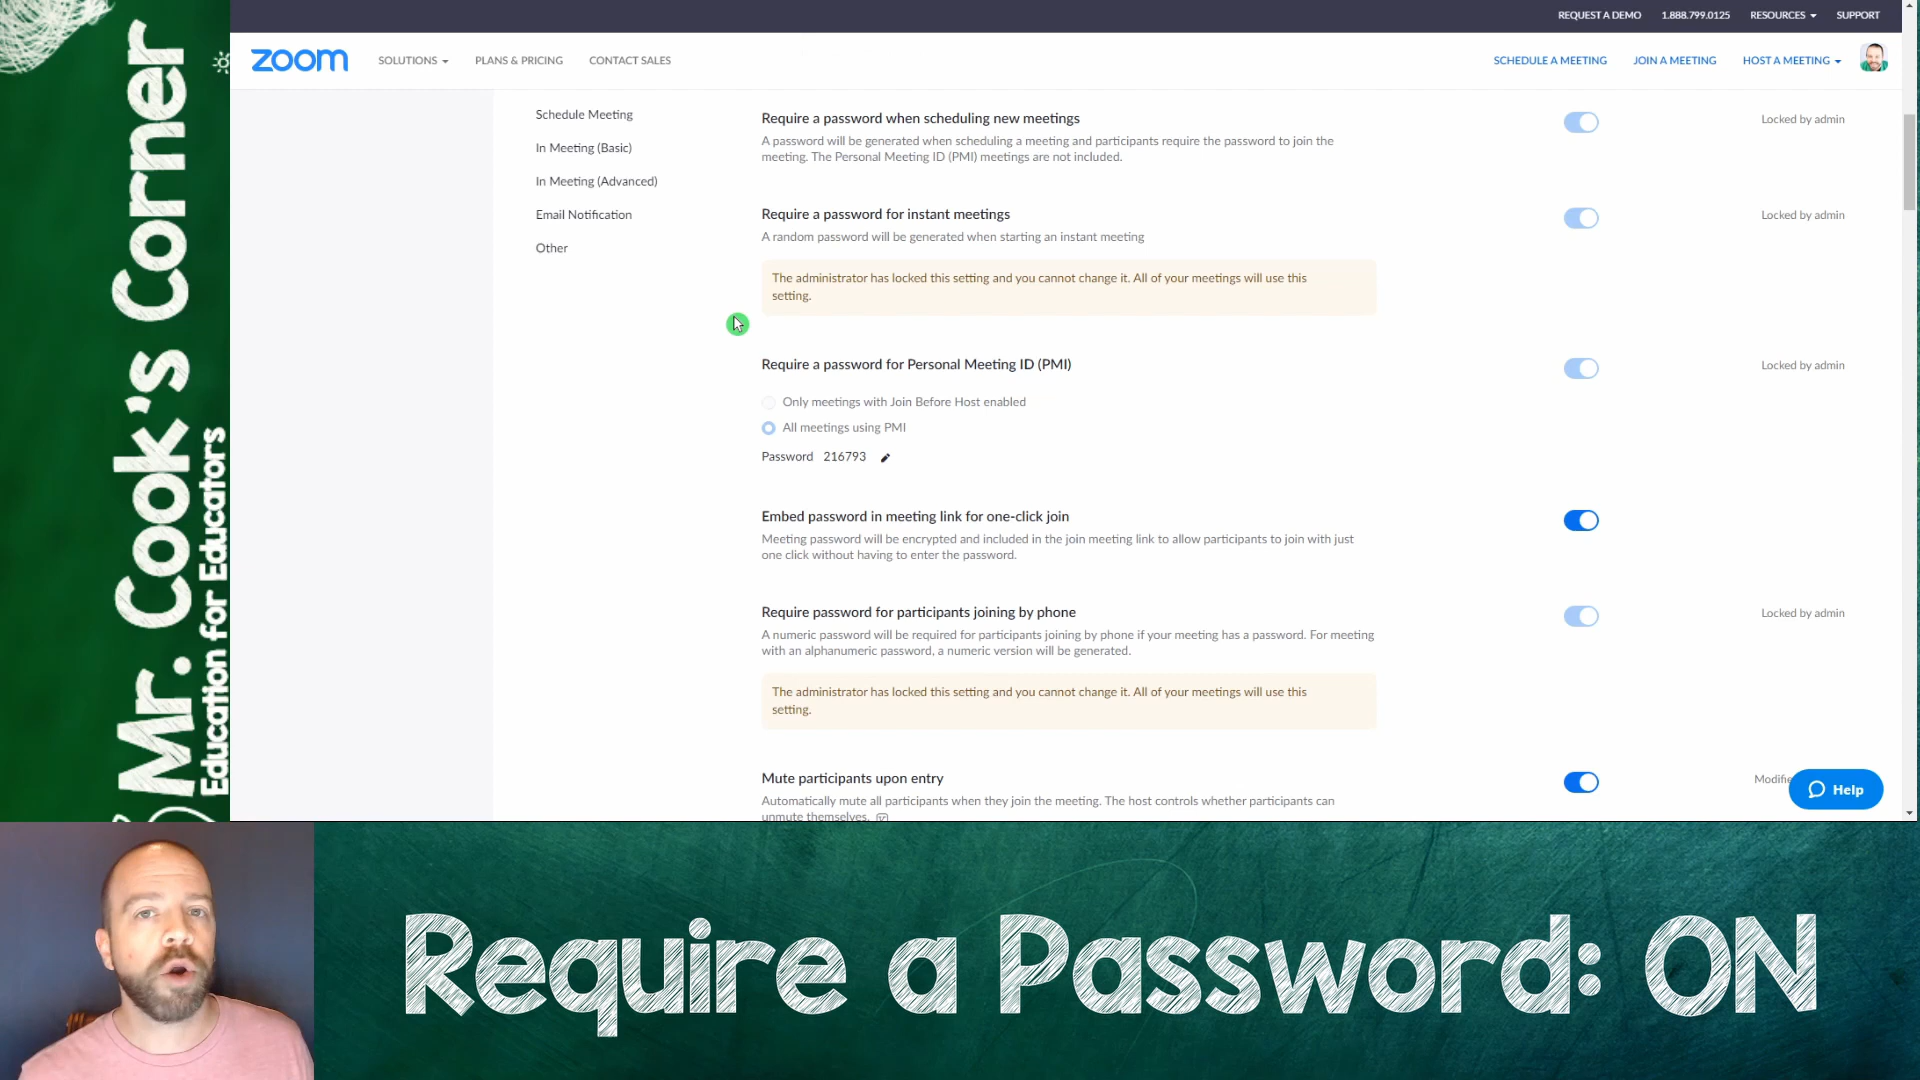 REQUEST A DEMO 1.888.799.0125 RESOURCES SUPPORT
zoom SOLUTIONS PLANS & PRICING CONTACT SALES SCHEDULE A MEETING JOIN A MEETING HOST A MEETING
Mr. Cook's Corner
Education for Educators
Schedule Meeting
In Meeting (Basic)
In Meeting (Advanced)
Email Notification
Other
Require a password when scheduling new meetings
Locked by admin
A password will be generated when scheduling a meeting and participants require the password to join the
meeting. The Personal Meeting ID (PMI) meetings are not included.
Require a password for instant meetings
Locked by admin
A random password will be generated when starting an instant meeting
The administrator has locked this setting and you cannot change it. All of your meetings will use this
setting.
Require a password for Personal Meeting ID (PMI)
Locked by admin
Only meetings with Join Before Host enabled
All meetings using PMI
Password 216793
Embed password in meeting link for one-click join
Meeting password will be encrypted and included in the join meeting link to allow participants to join with just
one click without having to enter the password.
Require password for participants joining by phone
Locked by admin
A numeric password will be required for participants joining by phone if your meeting has a password. For meeting
with an alphanumeric password, a numeric version will be generated.
The administrator has locked this setting and you cannot change it. All of your meetings will use this
setting.
Mute participants upon entry
Automatically mute all participants when they join the meeting. The host controls whether participants can
unmute themselves.
Help
Require a Password: ON